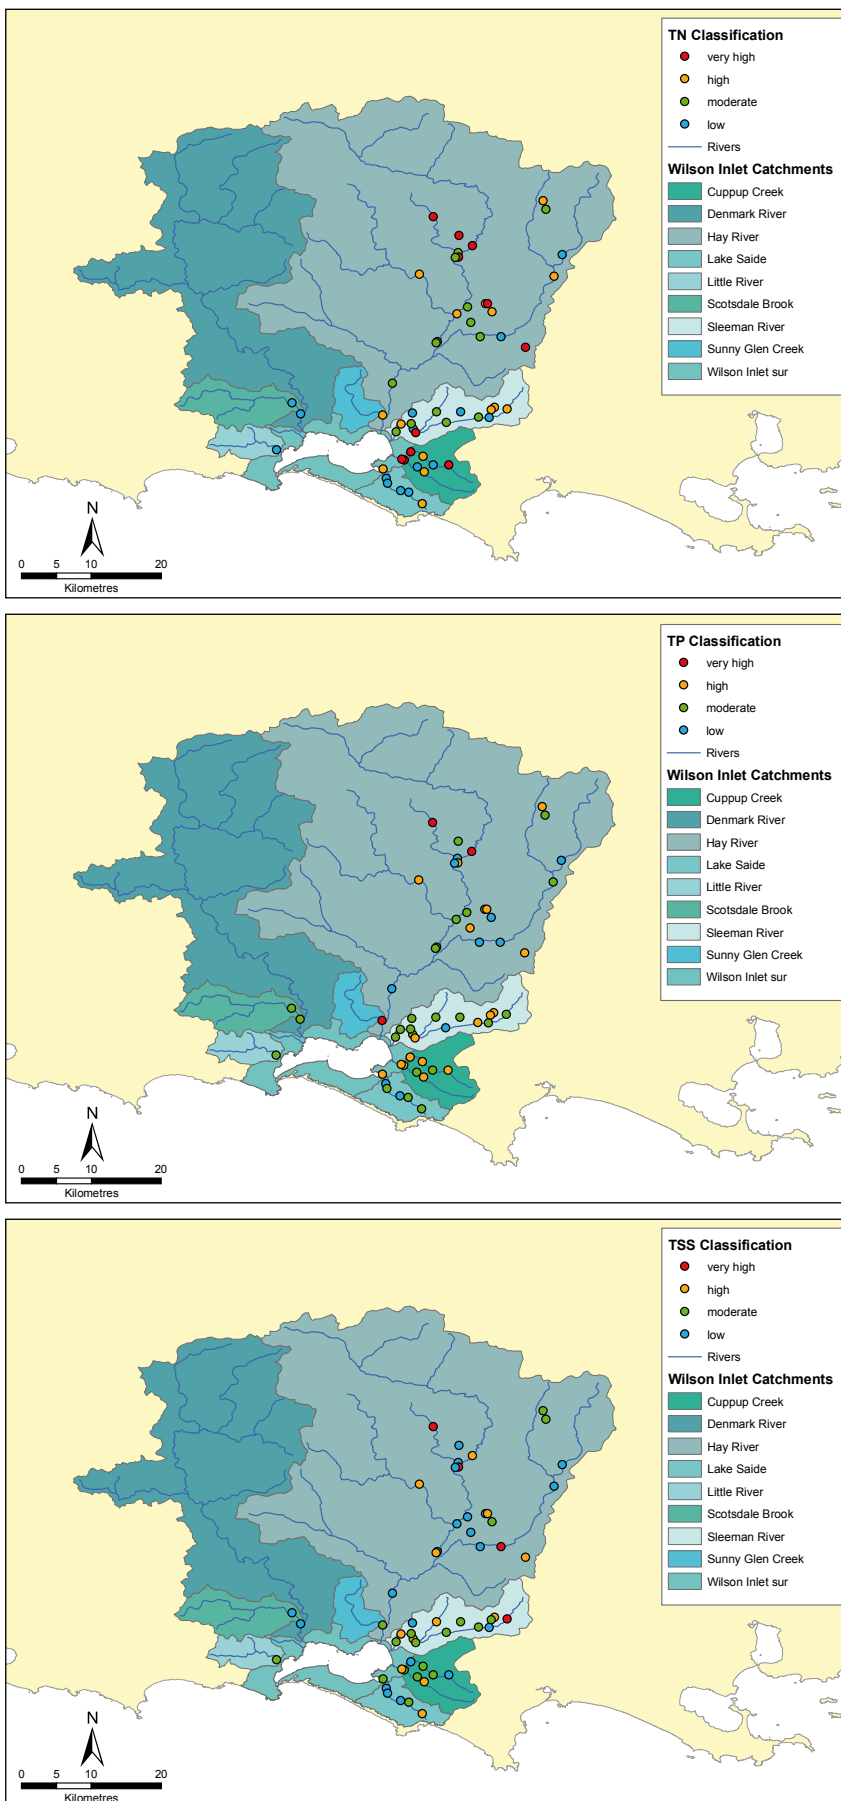 TN Classification
very high
high
moderate
low
Rivers
Wilson Inlet Catchments
Cuppup Creek
Denmark River
Hay River
Lake Saide
Little River
Scotsdale Brook
Sleeman River
Sunny Glen Creek
Wilson Inlet sur
N
0 5 10 20
Kilometres
TP Classification
very high
high
moderate
low
Rivers
Wilson Inlet Catchments
Cuppup Creek
Denmark River
Hay River
Lake Saide
Little River
Scotsdale Brook
Sleeman River
Sunny Glen Creek
Wilson Inlet sur
N
0 5 10 20
Kilometres
TSS Classification
very high
high
moderate
low
Rivers
Wilson Inlet Catchments
Cuppup Creek
Denmark River
Hay River
Lake Saide
Little River
Scotsdale Brook
Sleeman River
Sunny Glen Creek
Wilson Inlet sur
N
0 5 10 20
Kilometres